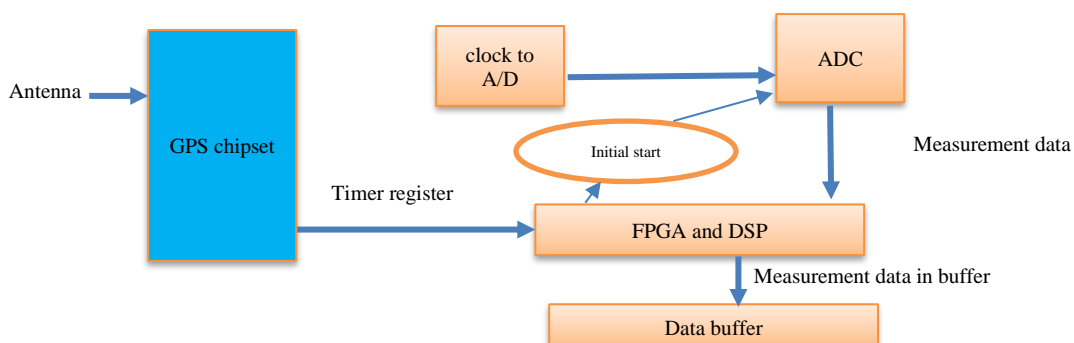 clock to
A/D
ADC
Antenna
GPS chipset
Initial start
Measurement data
Timer register
FPGA and DSP
Measurement data in buffer
Data buffer